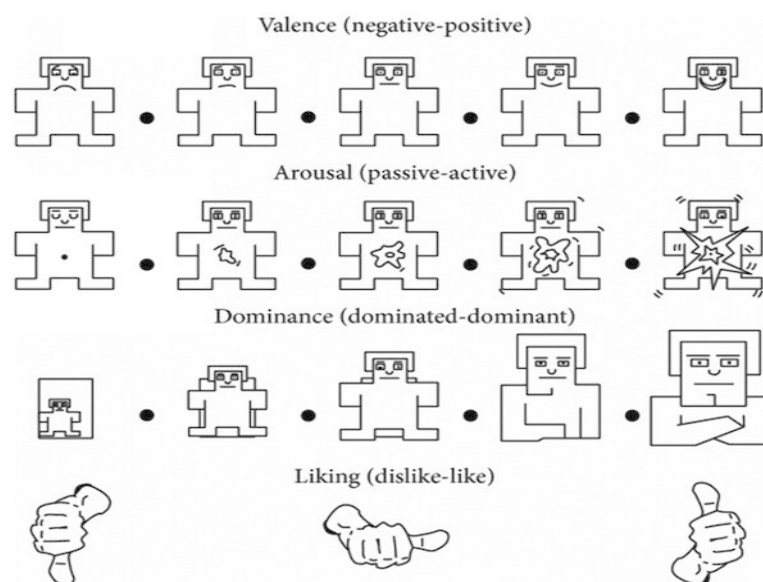 Valence (negative-positive)
Arousal (passive-active)
Dominance (dominated-dominant)
Liking (dislike-like)